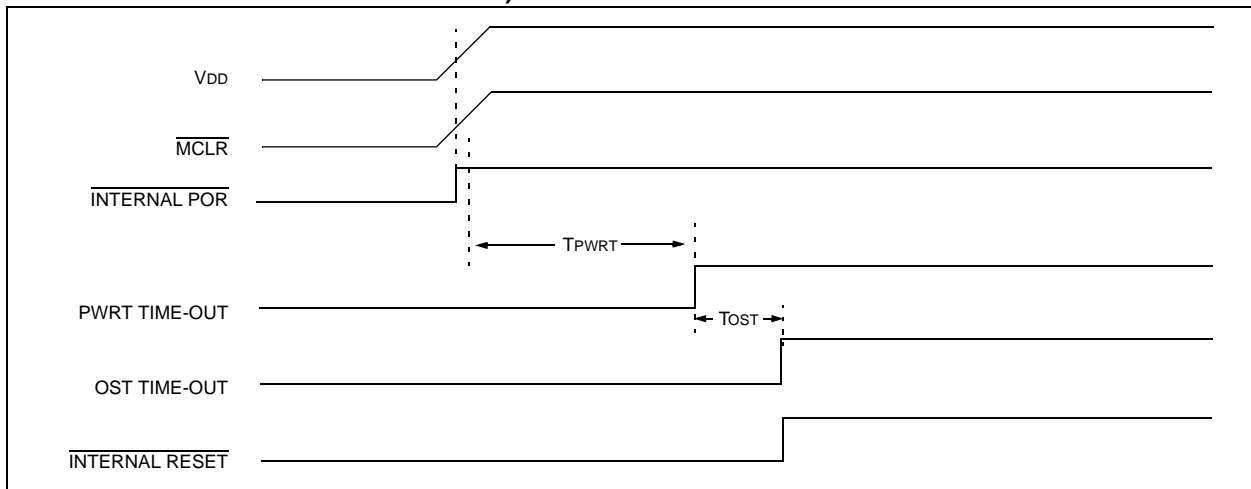 VDD
MCLR
INTERNAL POR
TPWRT
PWRT TIME-OUT
TOST
OST TIME-OUT
INTERNAL RESET